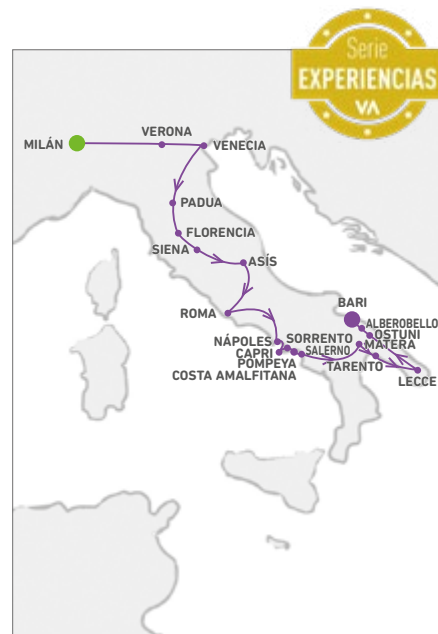 Serie
EXPERIENCIAS
VA
MILÁN
VERONA
VENECIA
PADUA
FLORENCIA
SIENA
ASÍS
ROMA
BARI
ALBEROBELLO
OSTUNI
NÁPOLES
SORRENTO
MATERA
CAPRI
SALERNO
POMPEYA
TARENTO
COSTA AMALFITANA
LECCE